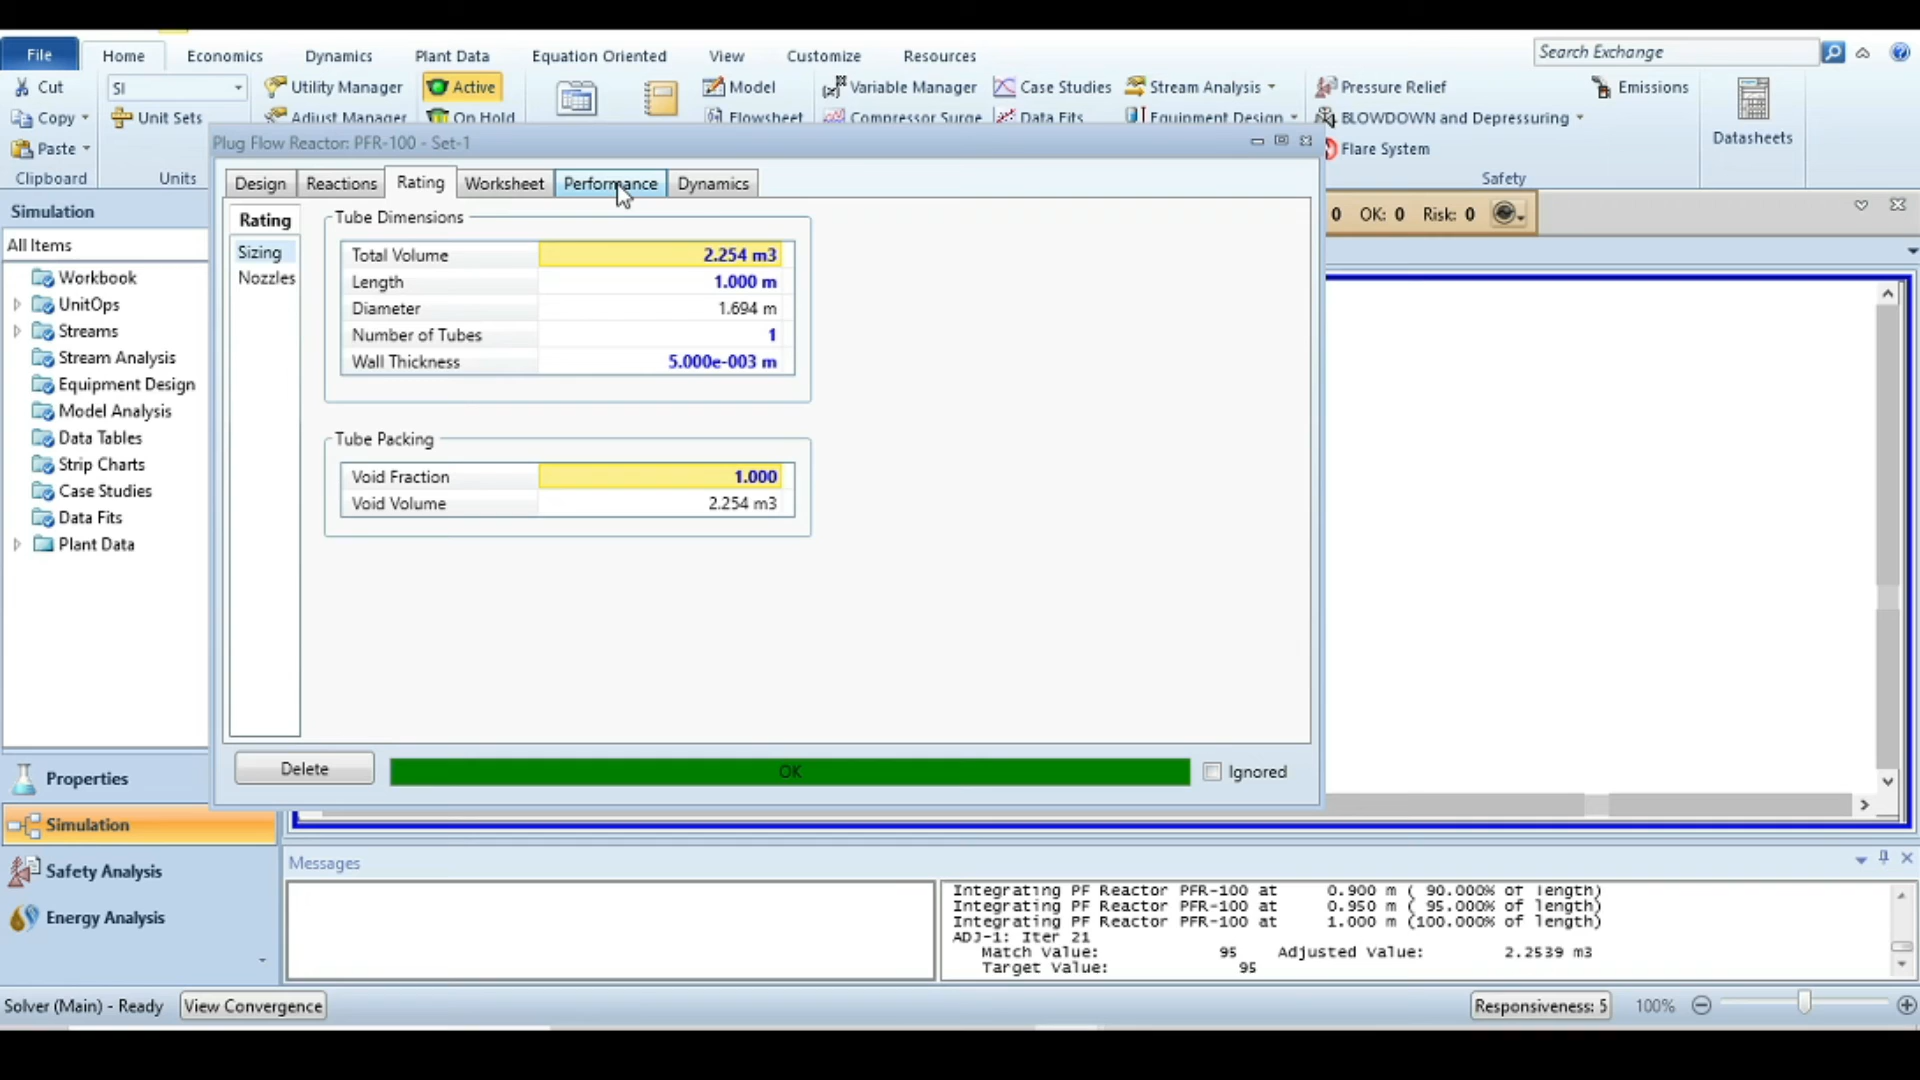 File Home Economics Dynamics Plant Data Equation Oriented View Customize Resources Search Exchange
Cut SI Utility Manager Active Model Variable Manager Case Studies Stream Analysis Pressure Relief Emissions
Copy Unit Sets Adjust Manager On Hold Flowsheet Compressor Surge Data Fits Equipment Design BLOWDOWN and Depressuring Datasheets
Paste Flare System
Clipboard Units Safety
Plug Flow Reactor: PFR-100 - Set-1
Design Reactions Rating Worksheet Performance Dynamics
Simulation
All Items
Workbook
UnitOps
Streams
Stream Analysis
Equipment Design
Model Analysis
Data Tables
Strip Charts
Case Studies
Data Fits
Plant Data
Rating
Sizing
Nozzles
Tube Dimensions
Total Volume 2.254 m3
Length 1.000 m
Diameter 1.694 m
Number of Tubes 1
Wall Thickness 5.000e-003 m
Tube Packing
Void Fraction 1.000
Void Volume 2.254 m3
Delete OK Ignored
0 OK: 0 Risk: 0
Properties
Simulation
Safety Analysis
Energy Analysis
Messages
Integrating PF Reactor PFR-100 at 0.900 m ( 90.000% of length)
Integrating PF Reactor PFR-100 at 0.950 m ( 95.000% of length)
Integrating PF Reactor PFR-100 at 1.000 m (100.000% of length)
ADJ-1: Iter 21
Match Value: 95 Adjusted Value: 2.2539 m3
Target Value: 95
Solver (Main) - Ready View Convergence Responsiveness: 5 100%